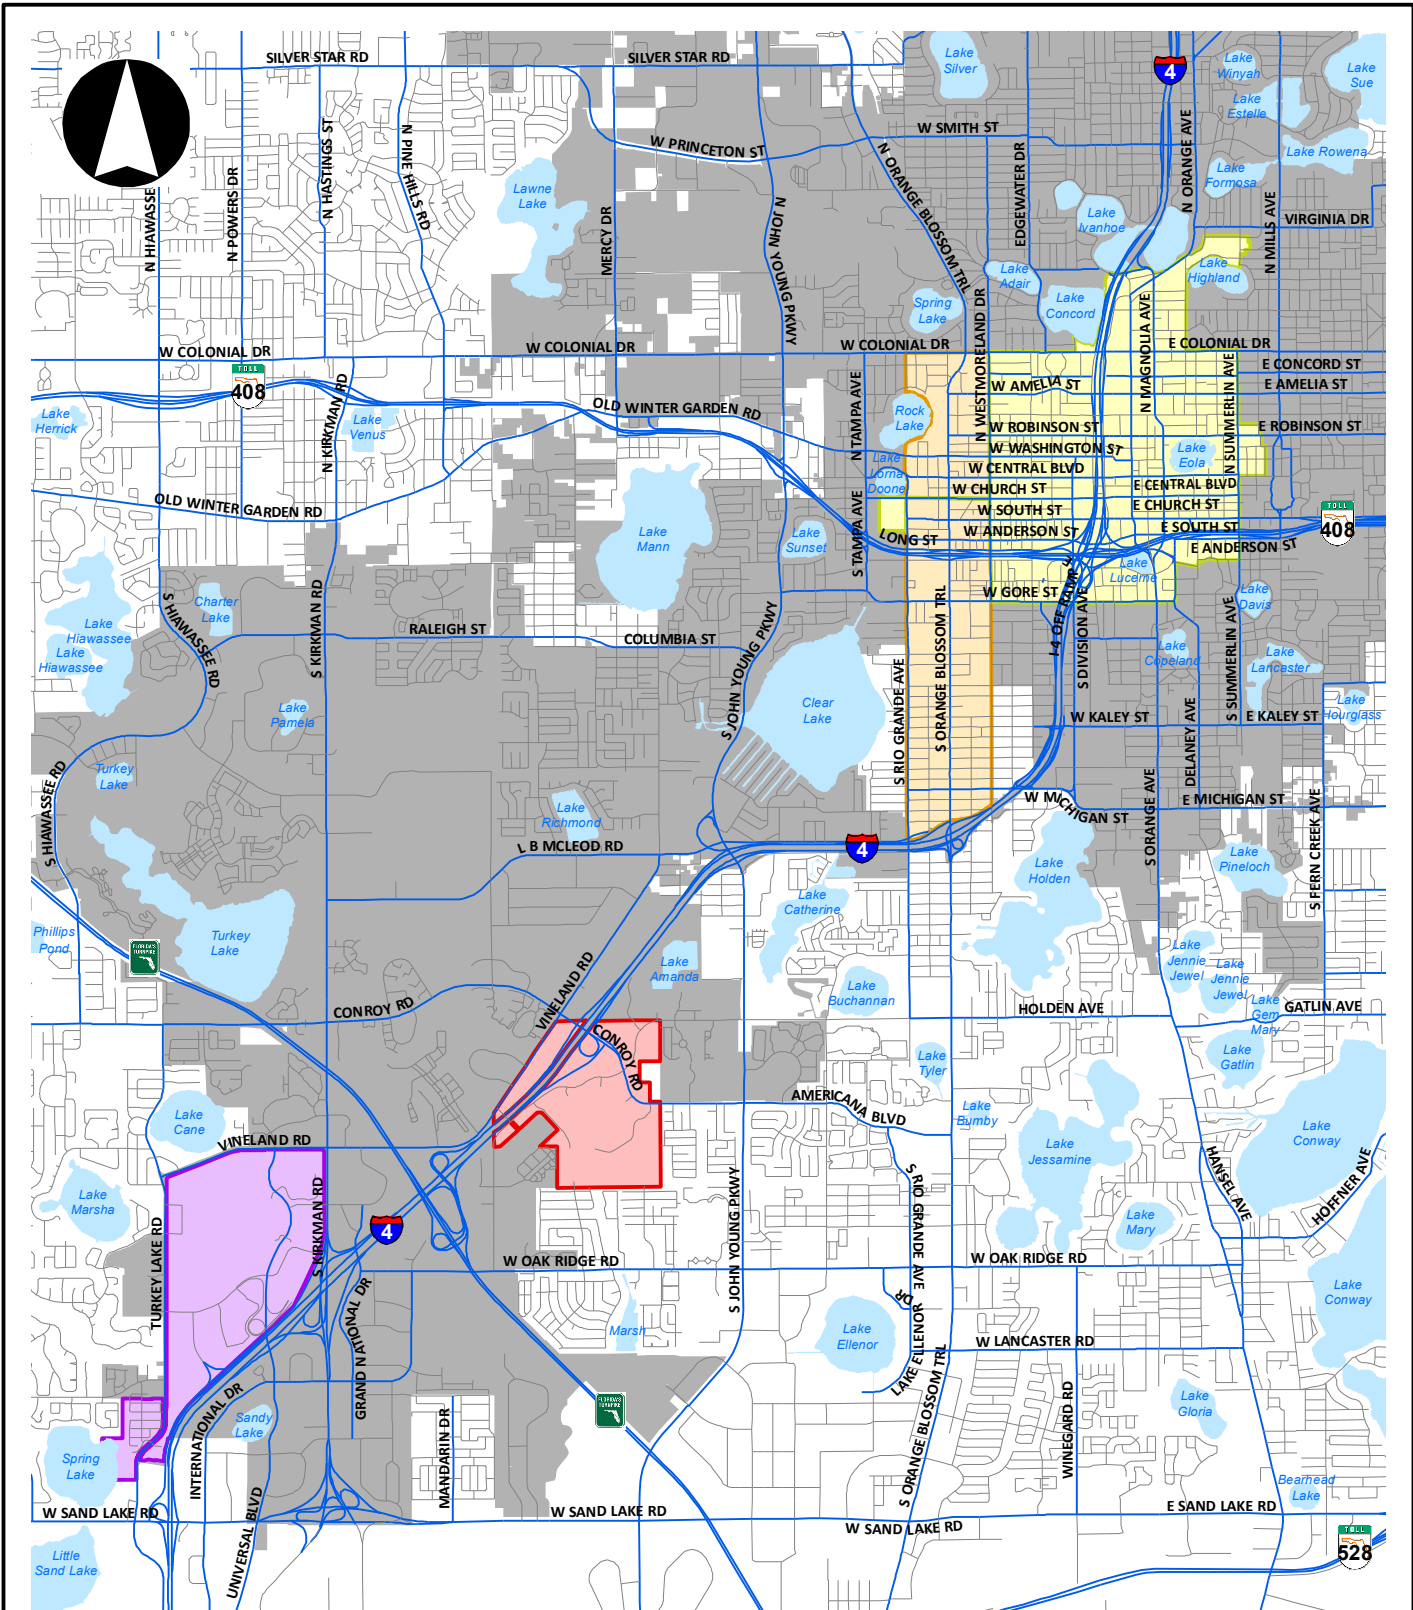 SILVER STAR RD
SILVER STAR RD
4
Lake
Silver
Lake
Winyah
Lake
Sue
Lake
Estelle
Lake Rowena
W SMITH ST
W PRINCETON ST
N ORANGE AVE
N HASTINGS ST
N PINE HILLS RD
N HIAWASSE
N POWERS DR
Lawne
Lake
MERCY DR
N JOHN YOUNG PKWY
N ORANGE BLOSSOM TRL
EDGEWATER DR
Lake
Formosa
N MILLS AVE
VIRGINIA DR
Lake
Ivanhoe
Lake
Highland
Lake
Adair
Lake
Concord
Spring
Lake
N WESTMORELAND DR
N MAGNOLIA AVE
W COLONIAL DR
W COLONIAL DR
W COLONIAL DR
E COLONIAL DR
E CONCORD ST
E AMELIA ST
W AMELIA ST
TOLL
408
Lake
Herrick
Lake
Venus
N KIRKMAN RD
OLD WINTER GARDEN RD
N TAMPA AVE
Rock
Lake
W ROBINSON ST
E ROBINSON ST
N SUMMERLIN AVE
W WASHINGTON ST
Lake
Eola
Lake
Lorna
Doone
W CENTRAL BLVD
E CENTRAL BLVD
W CHURCH ST
E CHURCH ST
W SOUTH ST
E SOUTH ST
W ANDERSON ST
E ANDERSON ST
TOLL
408
OLD WINTER GARDEN RD
Lake
Mann
Lake
Sunset
S TAMPA AVE
LONG ST
Lake
Lucerne
W GORE ST
I-4 OFF RAMP
S DIVISION AVE
Lake
Davis
Lake
Hiawassee
Lake
Hiawassee
Charter
Lake
S HIAWASSEE RD
S KIRKMAN RD
RALEIGH ST
COLUMBIA ST
S JOHN YOUNG PKWY
Clear
Lake
S RIO GRANDE AVE
S ORANGE BLOSSOM TRL
Lake
Copeland
S SUMMERLIN AVE
Lake
Lancaster
Lake
Hourglass
Lake
Pamela
W KALEY ST
E KALEY ST
DELANEY AVE
S HIAWASSEE RD
Turkey
Lake
Lake
Richmond
L B MCLEOD RD
4
W MICHIGAN ST
E MICHIGAN ST
S ORANGE AVE
S FERN CREEK AVE
Lake
Holden
Lake
Pineloch
Lake
Catherine
Phillips
Pond
FLORIDA'S
TURNPIKE
Turkey
Lake
Lake
Amanda
Lake
Buchannan
Lake
Jennie
Jewel
Lake
Jennie
Jewel
Lake
Gem
Mary
GATLIN AVE
HOLDEN AVE
CONROY RD
VINELAND RD
CONROY RD
Lake
Tyler
Lake
Gatlin
Lake
Cane
VINELAND RD
AMERICANA BLVD
Lake
Bumby
Lake
Jessamine
Lake
Conway
HANSEL AVE
HOFFNER AVE
Lake
Marsha
TURKEY LAKE RD
S KIRKMAN RD
4
S JOHN YOUNG PKWY
S RIO GRANDE AVE
Lake
Mary
W OAK RIDGE RD
W OAK RIDGE RD
GRAND NATIONAL DR
Marsh
Lake
Ellenor
LAKE ELLENOR DR
W LANCASTER RD
Lake
Conway
INTERNATIONAL DR
Sandy
Lake
MANDARIN DR
FLORIDA'S
TURNPIKE
S ORANGE BLOSSOM TRL
WINEGARD RD
Lake
Gloria
Spring
Lake
Bearhead
Lake
W SAND LAKE RD
W SAND LAKE RD
W SAND LAKE RD
E SAND LAKE RD
UNIVERSAL BLVD
Little
Sand Lake
TOLL
528